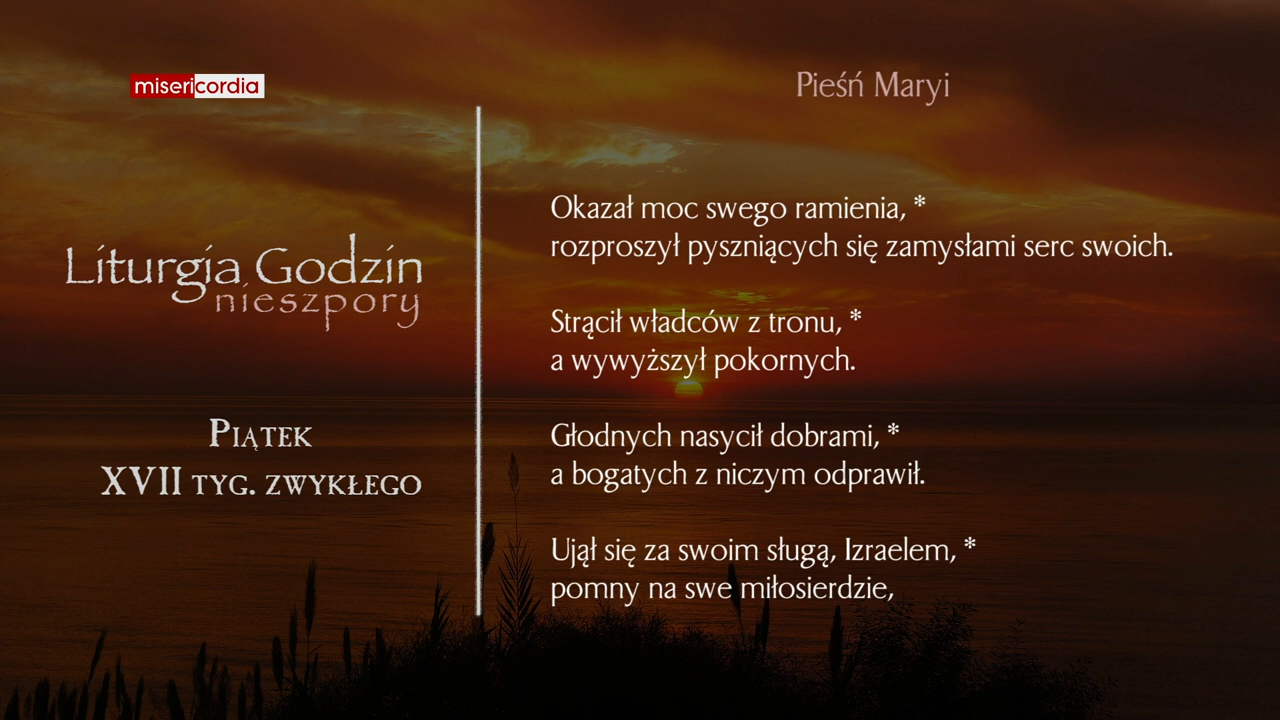 misericordia
Liturgia Godzin
nieszpory
Piątek
XVII tyg. zwykłego
Pieśń Maryi
Okazał moc swego ramienia, *
rozproszył pyszniących się zamysłami serc swoich.
Strącił władców z tronu, *
a wywyższył pokornych.
Głodnych nasycił dobrami, *
a bogatych z niczym odprawił.
Ujął się za swoim sługą, Izraelem, *
pomny na swe miłosierdzie,